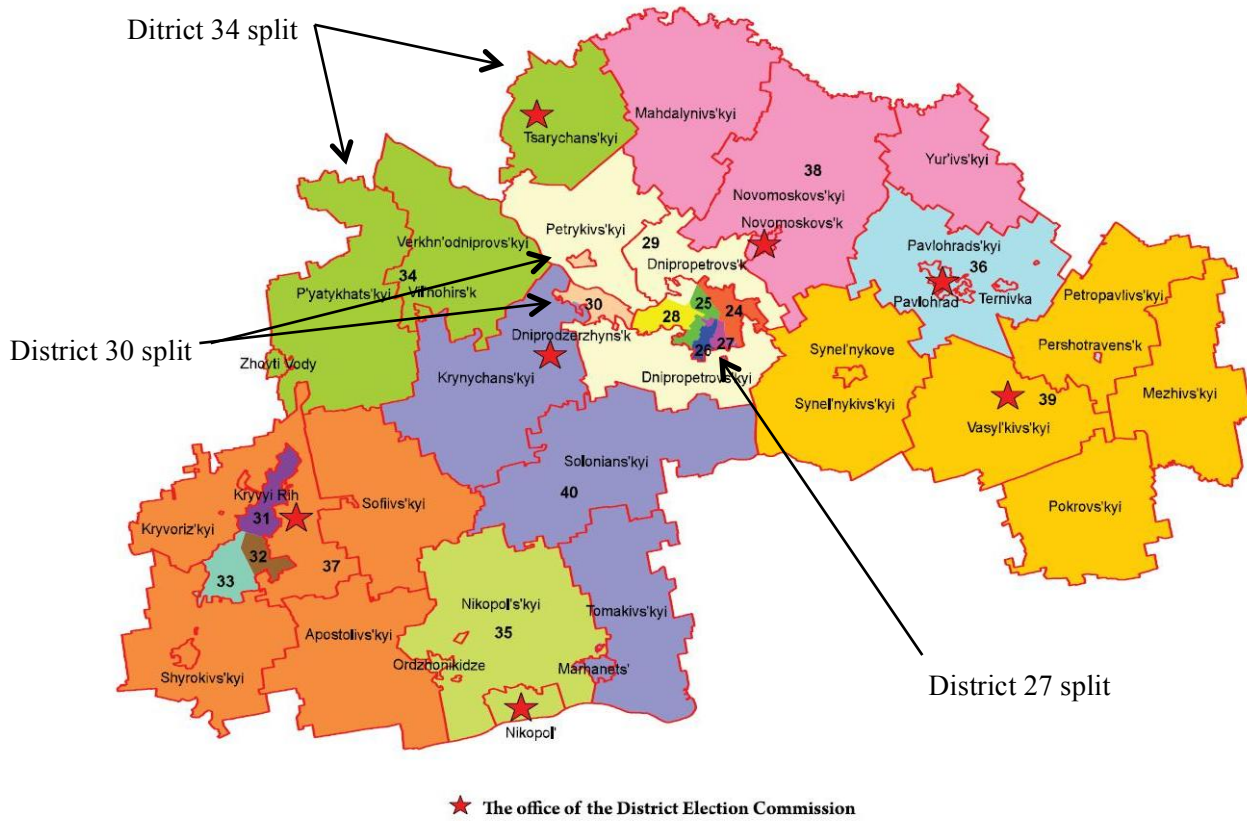 Ditrict 34 split
Tsarychans'kyi
Mahdalynivs'kyi
Yur'ivs'kyi
38
Novomoskovs'kyi
Novomoskovs'k
Petrykivs'kyi
29
Dnipropetrovs'k
Verkhn'odniprovs'kyi
34
Vil'nohirs'k
P'yatykhats'kyi
Pavlohrads'kyi
36
Pavlohrad
Ternivka
Petropavlivs'kyi
30
28
25
24
26
27
District 30 split
Dniprodzerzhyns'k
Pershotravens'k
Synel'nykove
Zhovti Vody
Krynychans'kyi
Dnipropetrovs'kyi
Synel'nykivs'kyi
39
Vasyl'kivs'kyi
Mezhivs'kyi
Solonians'kyi
40
Kryvyi Rih
31
Sofiivs'kyi
Kryvoriz'kyi
Pokrovs'kyi
32
37
33
Nikopol's'kyi
35
Tomakivs'kyi
Apostolivs'kyi
Ordzhonikidze
Marhanets'
Shyrokivs'kyi
District 27 split
Nikopol'
The office of the District Election Commission